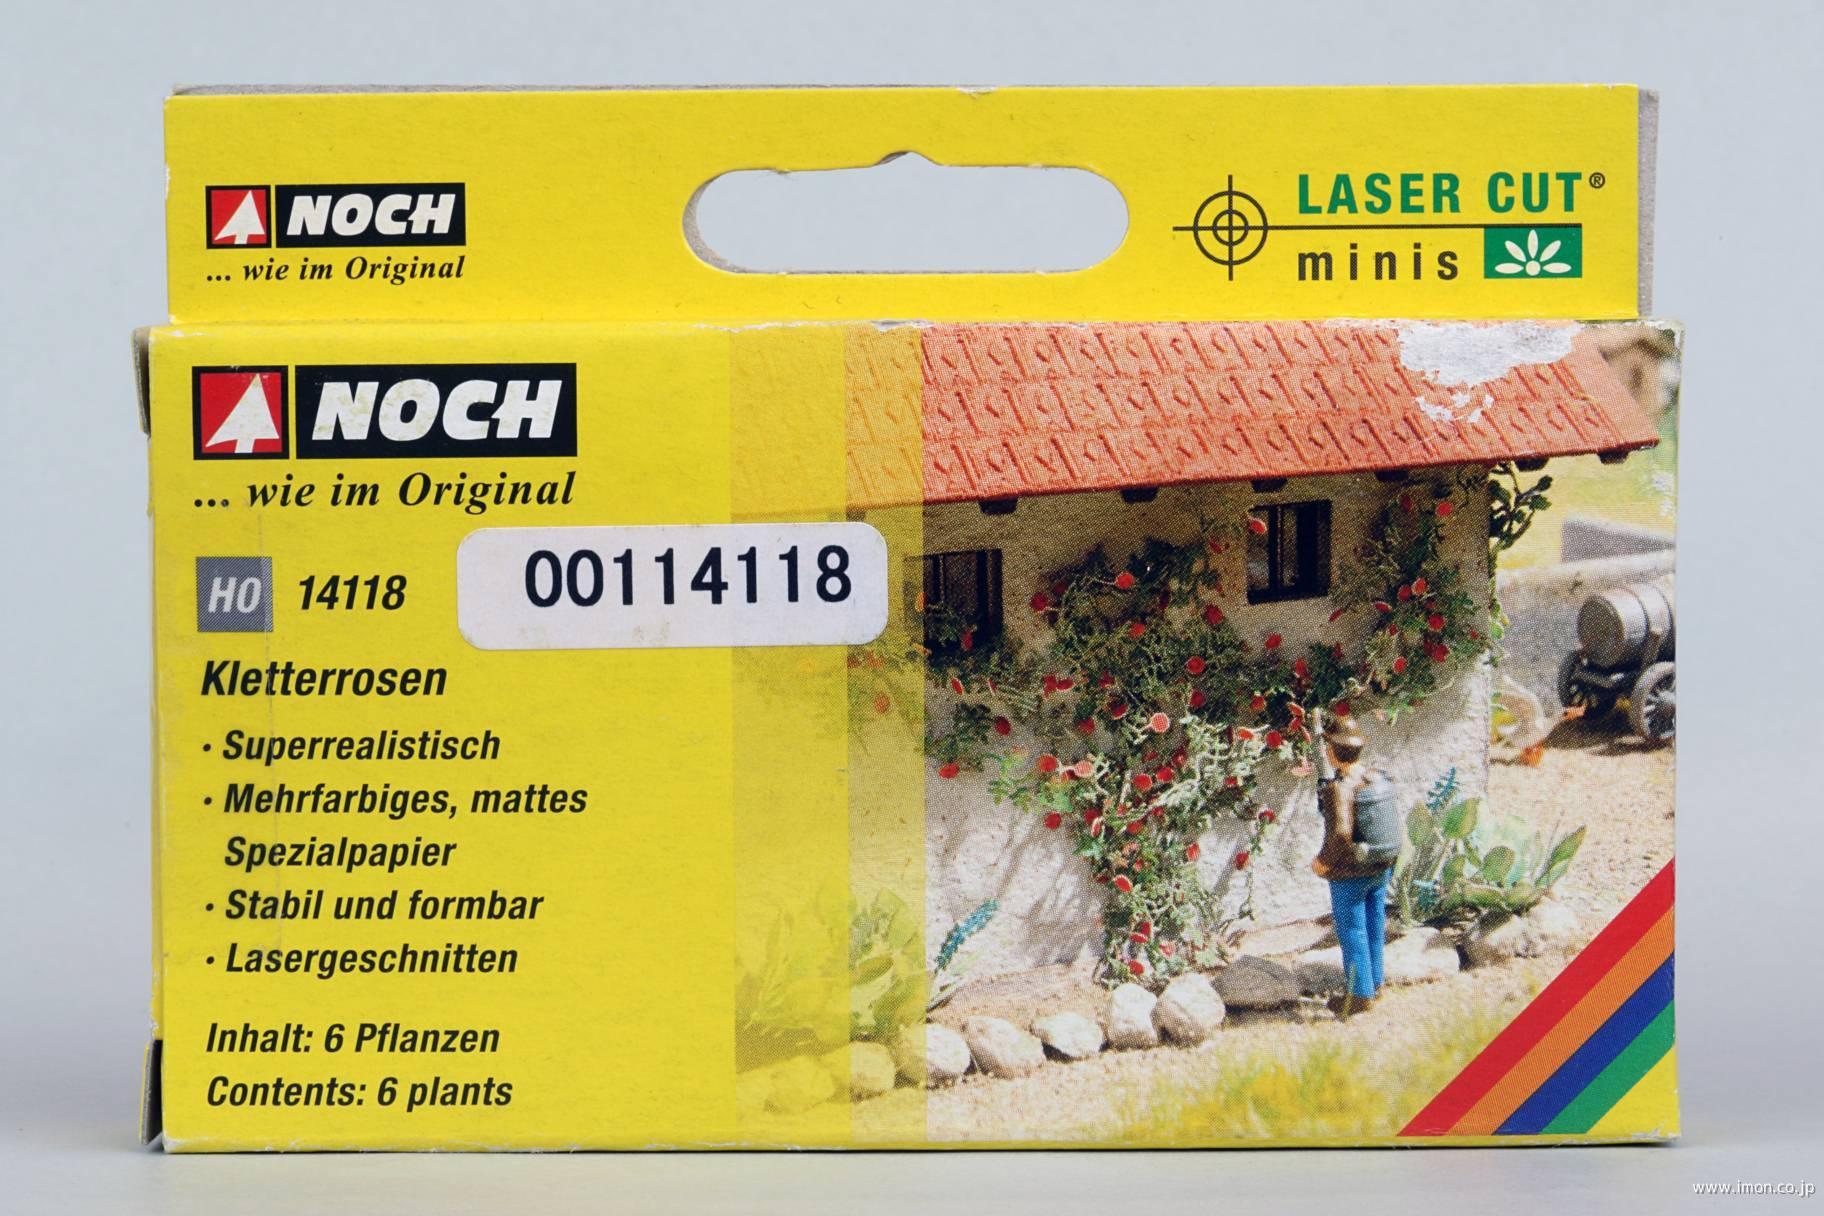 NOCH
... wie im Original
LASER CUT®
minis
NOCH
... wie im Original
H0 14118
00114118
Kletterrosen
· Superrealistisch
· Mehrfarbiges, mattes
Spezialpapier
· Stabil und formbar
· Lasergeschnitten
Inhalt: 6 Pflanzen
Contents: 6 plants
www.imon.co.jp